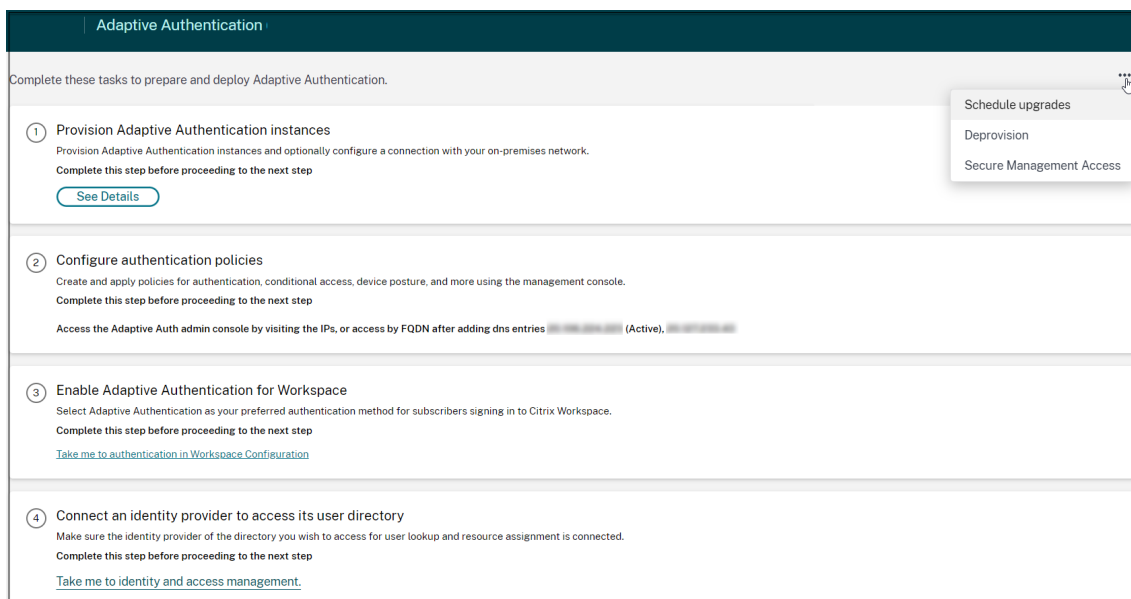 Adaptive Authentication
Complete these tasks to prepare and deploy Adaptive Authentication.
Schedule upgrades
Deprovision
Secure Management Access
1 Provision Adaptive Authentication instances
Provision Adaptive Authentication instances and optionally configure a connection with your on-premises network.
Complete this step before proceeding to the next step
See Details
2 Configure authentication policies
Create and apply policies for authentication, conditional access, device posture, and more using the management console.
Complete this step before proceeding to the next step
Access the Adaptive Auth admin console by visiting the IPs, or access by FQDN after adding dns entries (Active),
3 Enable Adaptive Authentication for Workspace
Select Adaptive Authentication as your preferred authentication method for subscribers signing in to Citrix Workspace.
Complete this step before proceeding to the next step
Take me to authentication in Workspace Configuration
4 Connect an identity provider to access its user directory
Make sure the identity provider of the directory you wish to access for user lookup and resource assignment is connected.
Complete this step before proceeding to the next step
Take me to identity and access management.